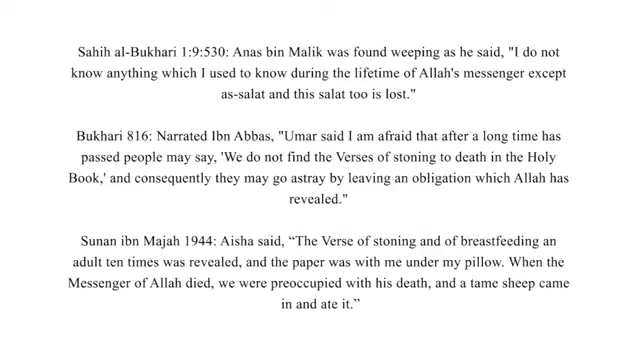 Sahih al-Bukhari 1:9:530: Anas bin Malik was found weeping as he said, "I do not
know anything which I used to know during the lifetime of Allah's messenger except
as-salat and this salat too is lost."
Bukhari 816: Narrated Ibn Abbas, "Umar said I am afraid that after a long time has
passed people may say, 'We do not find the Verses of stoning to death in the Holy
Book,' and consequently they may go astray by leaving an obligation which Allah has
revealed."
Sunan ibn Majah 1944: Aisha said, “The Verse of stoning and of breastfeeding an
adult ten times was revealed, and the paper was with me under my pillow. When the
Messenger of Allah died, we were preoccupied with his death, and a tame sheep came
in and ate it.”